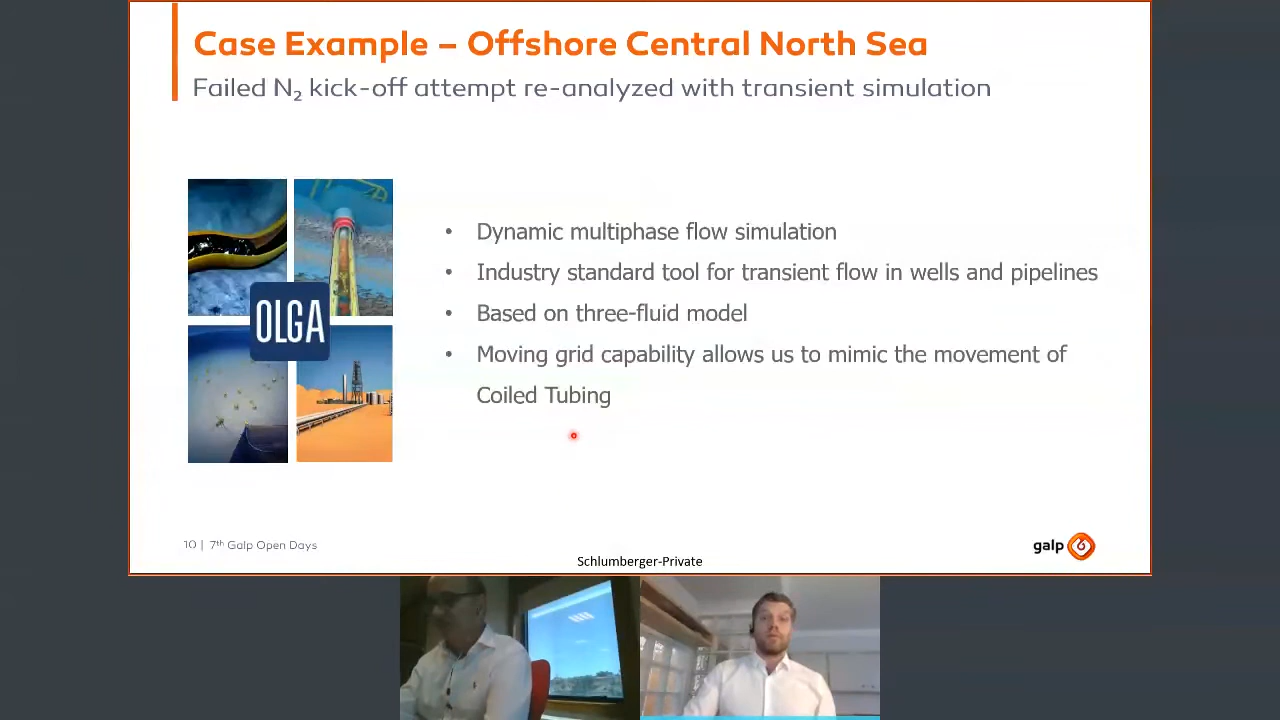 Case Example – Offshore Central North Sea
Failed N₂ kick-off attempt re-analyzed with transient simulation
OLGA
• Dynamic multiphase flow simulation
• Industry standard tool for transient flow in wells and pipelines
• Based on three-fluid model
• Moving grid capability allows us to mimic the movement of
Coiled Tubing
10 | 7th Galp Open Days
Schlumberger-Private
galp